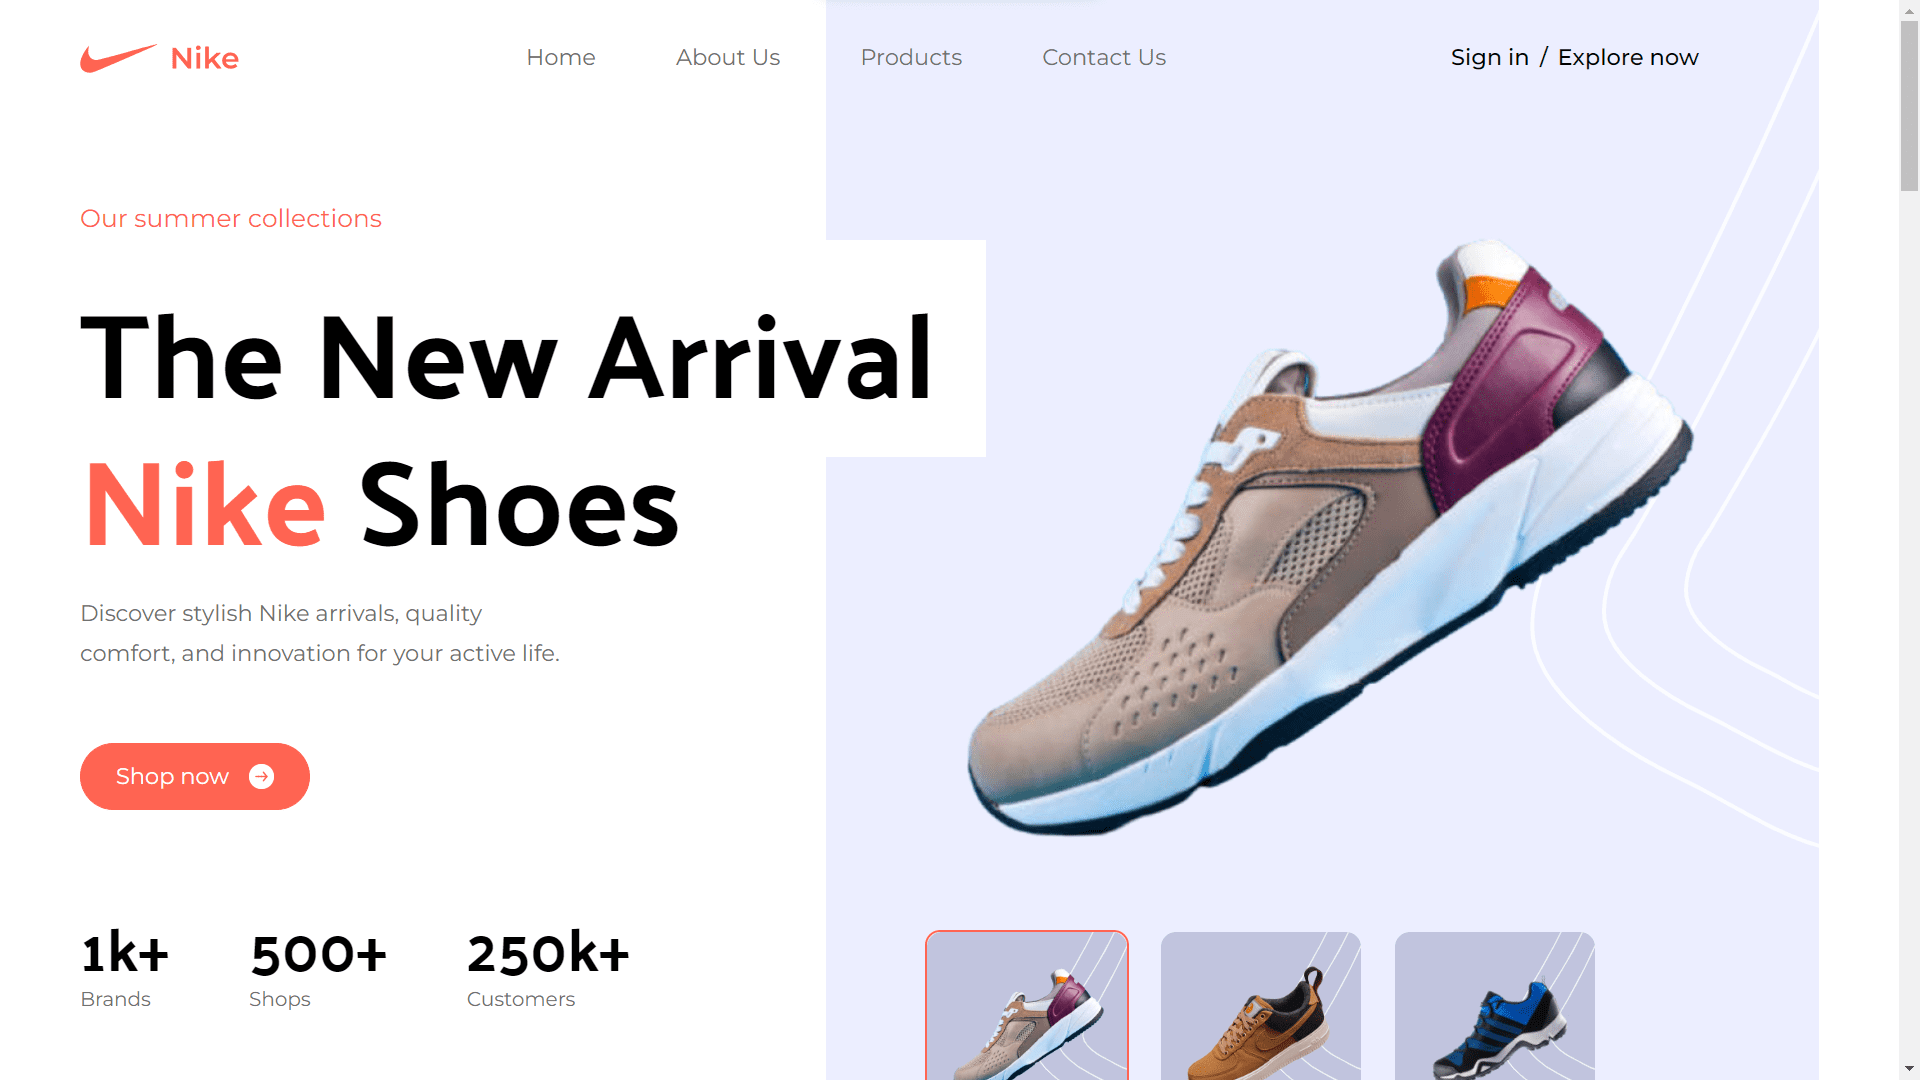 Nike
Home
About Us
Products
Contact Us
Sign in / Explore now
Our summer collections
The New Arrival
Nike Shoes
Discover stylish Nike arrivals, quality
comfort, and innovation for your active life.
Shop now
1k+
Brands
500+
Shops
250k+
Customers